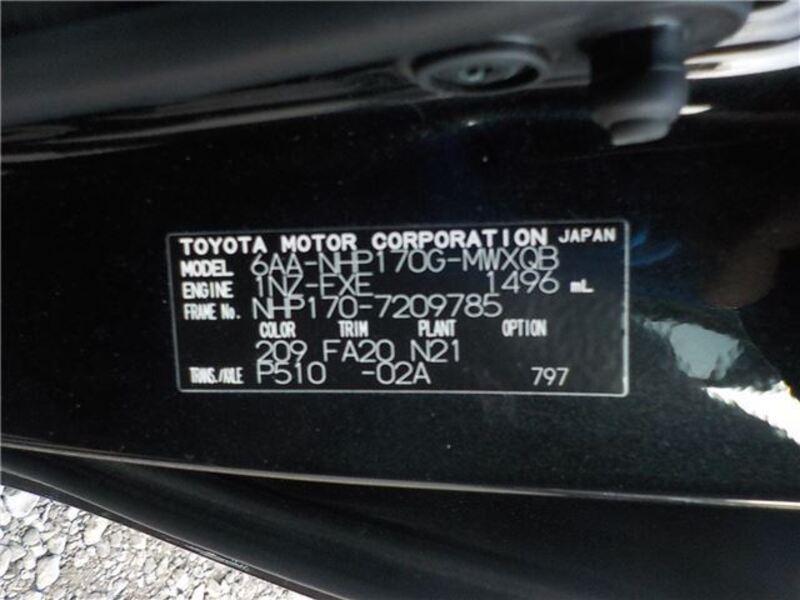 TOYOTA MOTOR CORPORATION JAPAN
MODEL 6AA-NHP170G-MWXQB
ENGINE 1NZ-FXE 1496 mL
FRAME No. NHP170-7209785
COLOR TRIM PLANT OPTION
209 FA20 N21
TRANS./AXLE P510 -02A 797